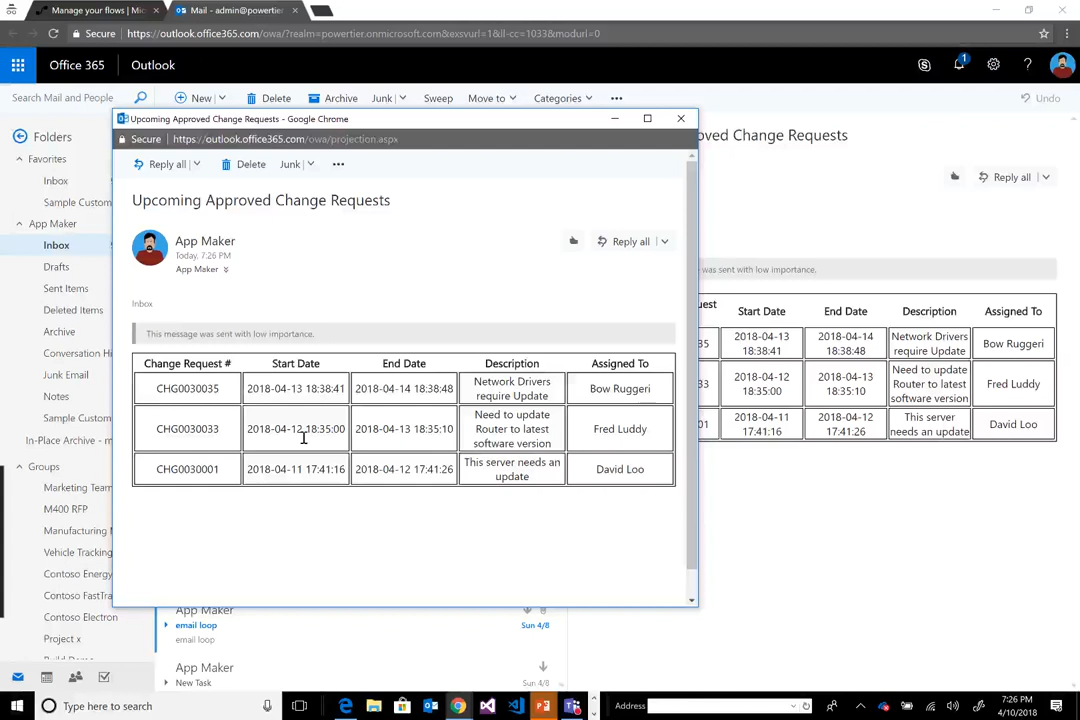 Manage your flows | Mic
Mail - admin@powertier
Secure
https://outlook.office365.com/owa/?realm=powertier.onmicrosoft.com&exsvurl=1&ll-cc=1033&modurl=0
Office 365
Outlook
1
?
Search Mail and People
New
Delete
Archive
Junk
Sweep
Move to
Categories
Undo
Folders
Favorites
Inbox
Sample Custom
App Maker
Inbox
Drafts
Sent Items
Deleted Items
Archive
Conversation Hi
Junk Email
Notes
Sample Custom
In-Place Archive - m
Groups
Marketing Team
M400 RFP
Manufacturing
Vehicle Tracking
Contoso Energy
Contoso FastTra
Contoso Electron
Project x
Upcoming Approved Change Requests - Google Chrome
Secure
https://outlook.office365.com/owa/projection.aspx
Reply all
Delete
Junk
Upcoming Approved Change Requests
App Maker
Today, 7:26 PM
App Maker
Reply all
Inbox
This message was sent with low importance.
Change Request # Start Date End Date Description Assigned To
CHG0030035 2018-04-13 18:38:41 2018-04-14 18:38:48 Network Drivers require Update Bow Ruggeri
CHG0030033 2018-04-12 18:35:00 2018-04-13 18:35:10 Need to update Router to latest software version Fred Luddy
CHG0030001 2018-04-11 17:41:16 2018-04-12 17:41:26 This server needs an update David Loo
App Maker
email loop
Sun 4/8
email loop
App Maker
New Task
Sun 4/8
oved Change Requests
Reply all
was sent with low importance.
uest Start Date End Date Description Assigned To
35 2018-04-13 18:38:41 2018-04-14 18:38:48 Network Drivers require Update Bow Ruggeri
33 2018-04-12 18:35:00 2018-04-13 18:35:10 Need to update Router to latest software version Fred Luddy
01 2018-04-11 17:41:16 2018-04-12 17:41:26 This server needs an update David Loo
Type here to search
Address
7:26 PM
4/10/2018